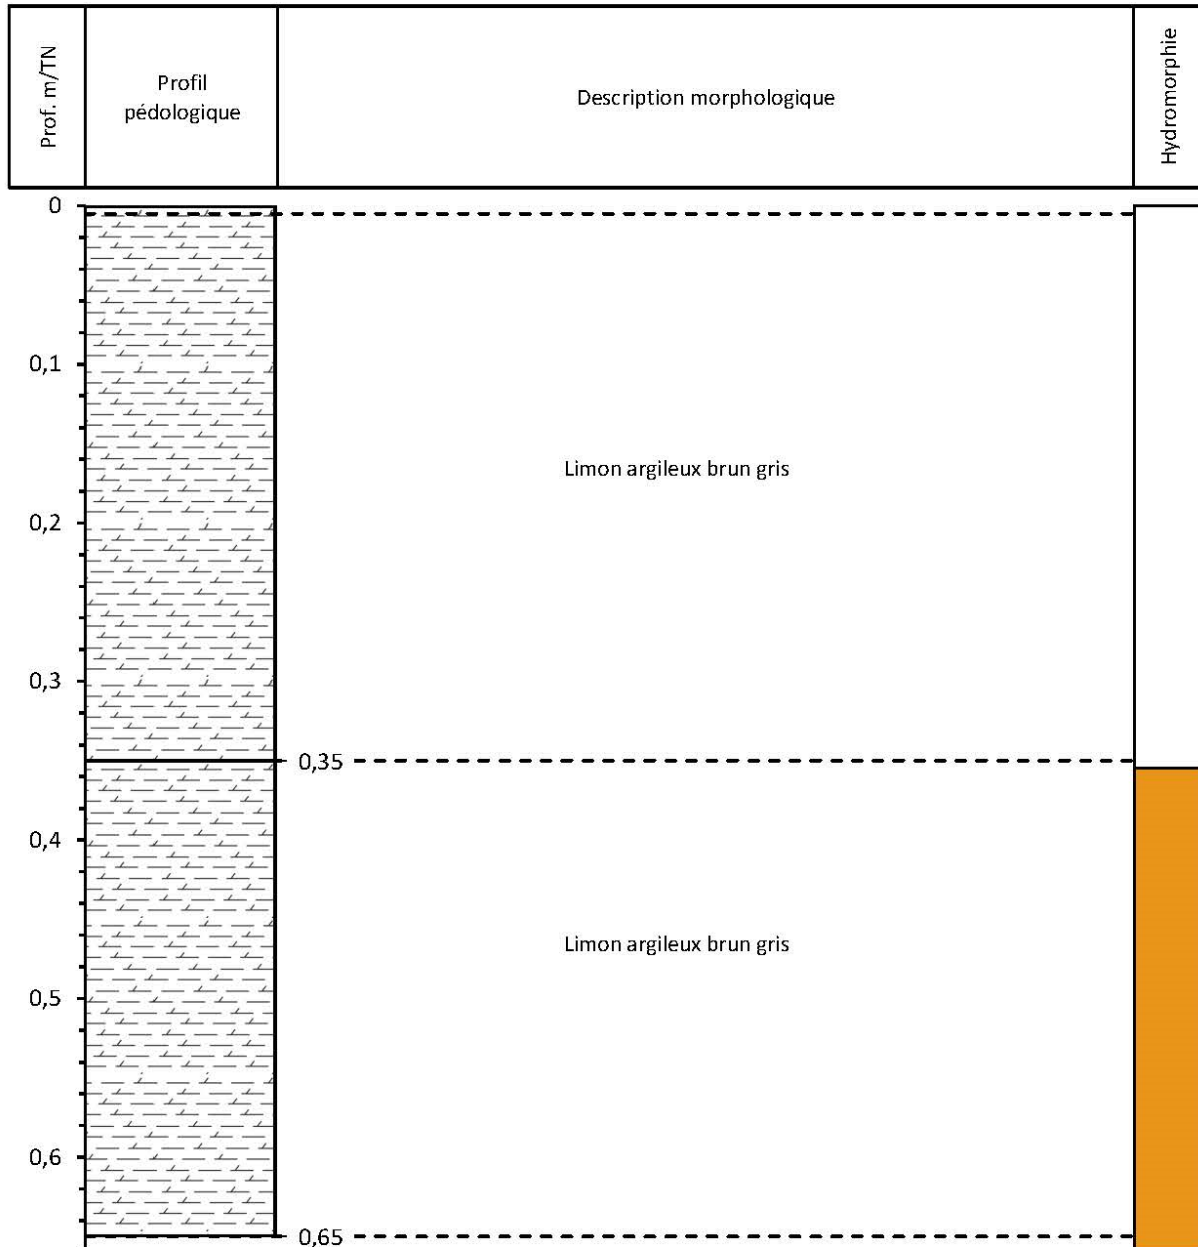 Prof. m/TN
Profil
pédologique
Description morphologique
Hydromorphie
0
0,1
Limon argileux brun gris
0,2
0,3
0,35
0,4
Limon argileux brun gris
0,5
0,6
0,65